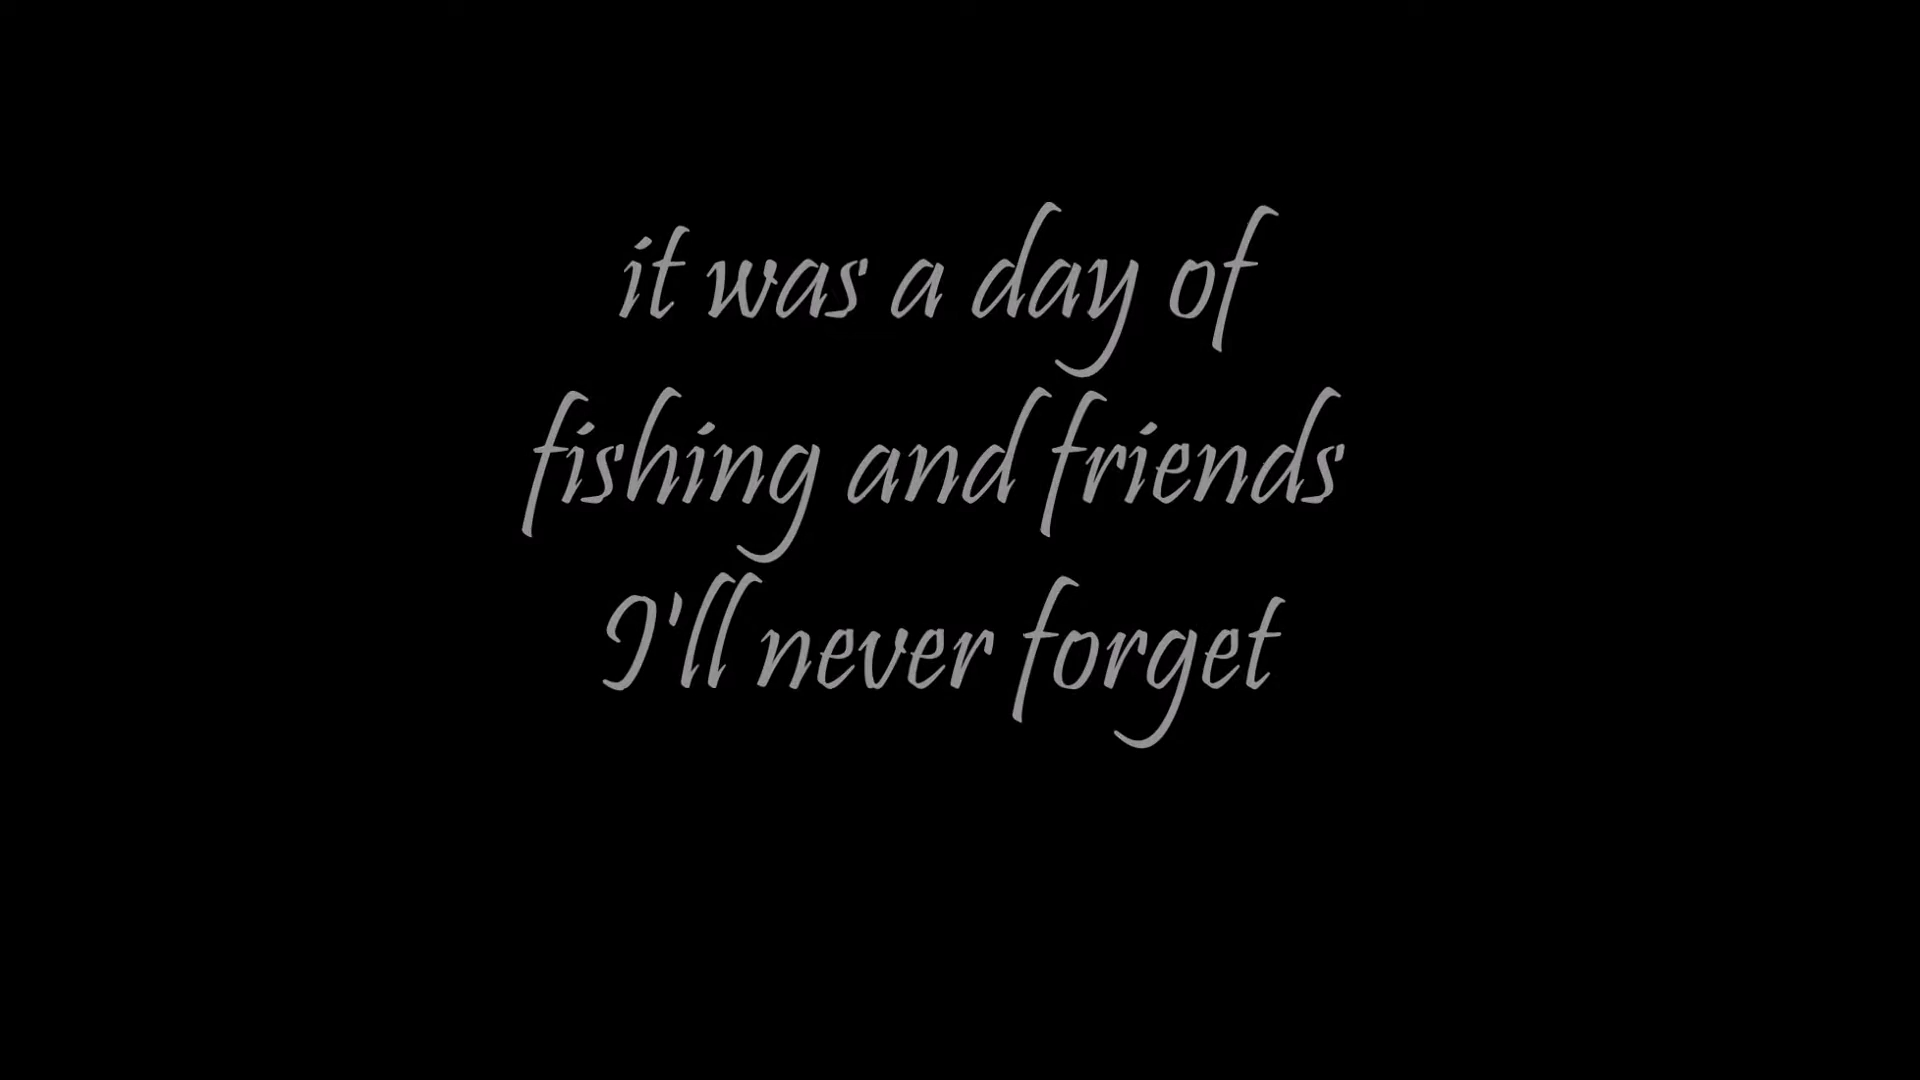 it was a day of
fishing and friends
I'll never forget